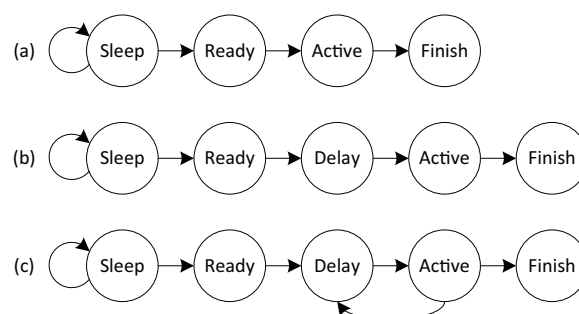 (a) Sleep Ready Active Finish
(b) Sleep Ready Delay Active Finish
(c) Sleep Ready Delay Active Finish